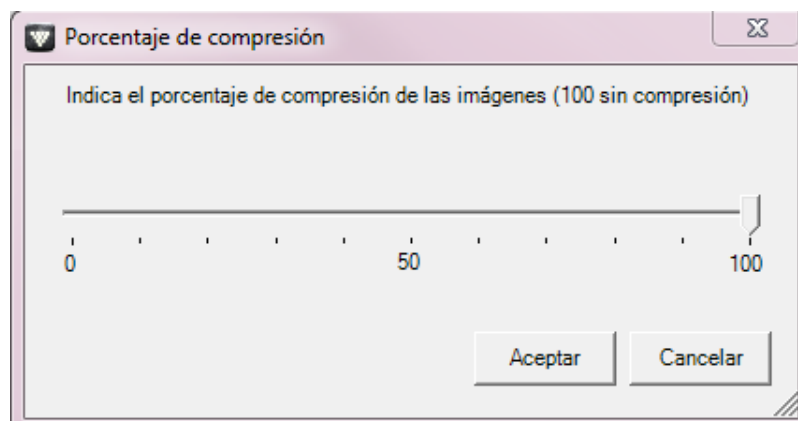 Porcentaje de compresión
Indica el porcentaje de compresión de las imágenes (100 sin compresión)
0 50 100
Aceptar Cancelar